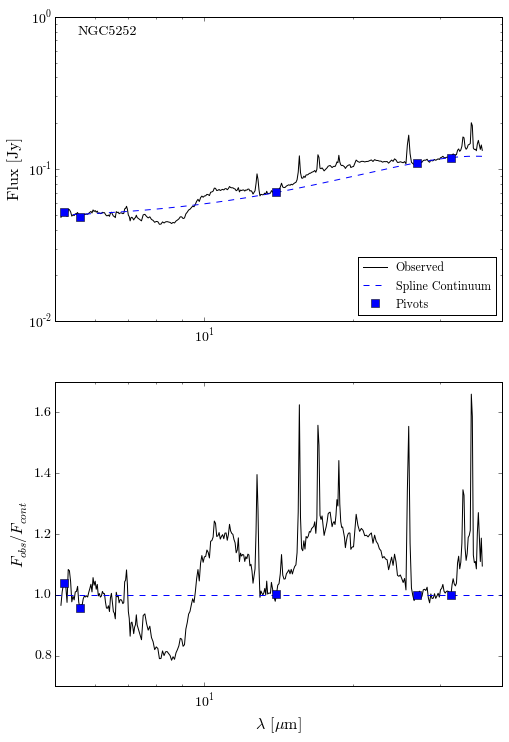 10^0
NGC5252
Flux [Jy]
10^-1
Observed
Spline Continuum
Pivots
10^-2
10^1
1.6
1.4
F_obs/F_cont
1.2
1.0
0.8
10^1
λ [μm]